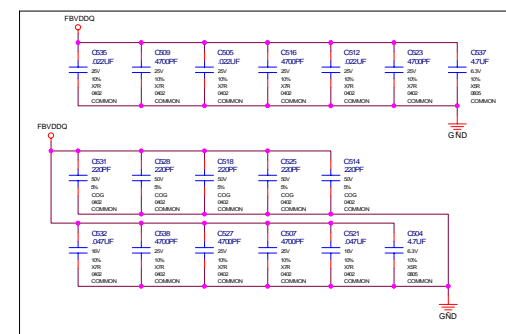 FBVDDQ
C535 C509 C505 C516 C512 C523 C537
.022UF 4700PF .022UF 4700PF .022UF 4700PF 4.7UF
25V 25V 25V 25V 25V 25V 6.3V
10% 10% 10% 10% 10% 10% 10%
X7R X7R X7R X7R X7R X7R X5R
0402 0402 0402 0402 0402 0402 0805
COMMON COMMON COMMON COMMON COMMON COMMON COMMON
GND
FBVDDQ
C531 C528 C518 C525 C514
220PF 220PF 220PF 220PF 220PF
50V 50V 50V 50V 50V
5% 5% 5% 5% 5%
COG COG COG COG COG
0402 0402 0402 0402 0402
COMMON COMMON COMMON COMMON COMMON
C532 C538 C527 C507 C521 C504
.047UF 4700PF 4700PF 4700PF .047UF 4.7UF
16V 25V 25V 25V 16V 6.3V
10% 10% 10% 10% 10% 10%
X7R X7R X7R X7R X7R X5R
0402 0402 0402 0402 0402 0805
COMMON COMMON COMMON COMMON COMMON COMMON
GND